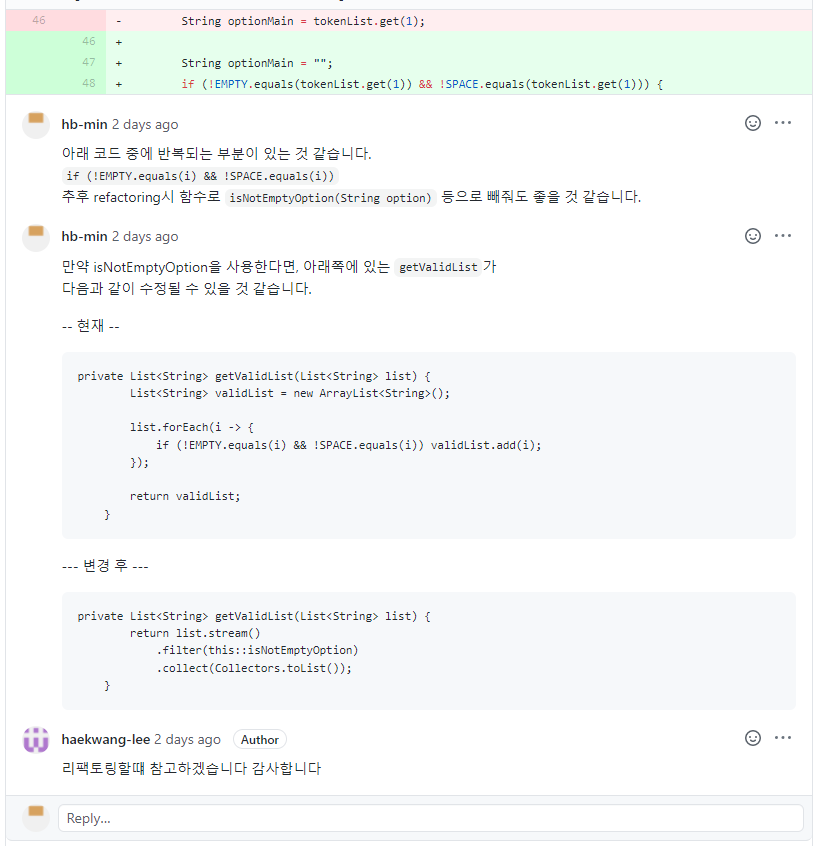 46 - String optionMain = tokenList.get(1);
46 +
47 + String optionMain = "";
48 + if (!EMPTY.equals(tokenList.get(1)) && !SPACE.equals(tokenList.get(1))) {
hb-min 2 days ago
아래 코드 중에 반복되는 부분이 있는 것 같습니다.
if (!EMPTY.equals(i) && !SPACE.equals(i))
추후 refactoring시 함수로 isNotEmptyOption(String option) 등으로 빼줘도 좋을 것 같습니다.
hb-min 2 days ago
만약 isNotEmptyOption을 사용한다면, 아래쪽에 있는 getValidList 가
다음과 같이 수정될 수 있을 것 같습니다.
-- 현재 --
private List<String> getValidList(List<String> list) {
List<String> validList = new ArrayList<String>();
list.forEach(i -> {
if (!EMPTY.equals(i) && !SPACE.equals(i)) validList.add(i);
});
return validList;
}
--- 변경 후 ---
private List<String> getValidList(List<String> list) {
return list.stream()
.filter(this::isNotEmptyOption)
.collect(Collectors.toList());
}
haekwang-lee 2 days ago Author
리팩토링할떄 참고하겠습니다 감사합니다
Reply...